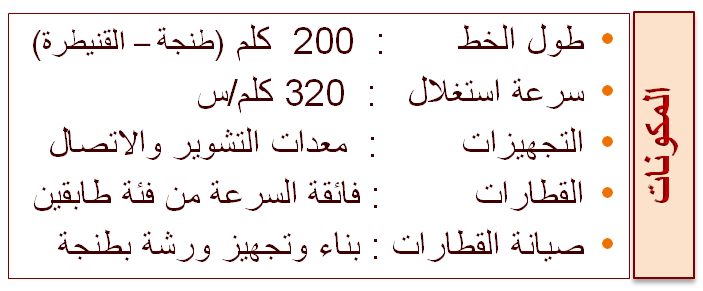 المكونات
• طول الخط : 200 كلم (طنجة – القنيطرة)
• سرعة استغلال : 320 كلم/س
• التجهيزات : معدات التشوير والاتصال
• القطارات : فائقة السرعة من فئة طابقين
• صيانة القطارات : بناء وتجهيز ورشة بطنجة